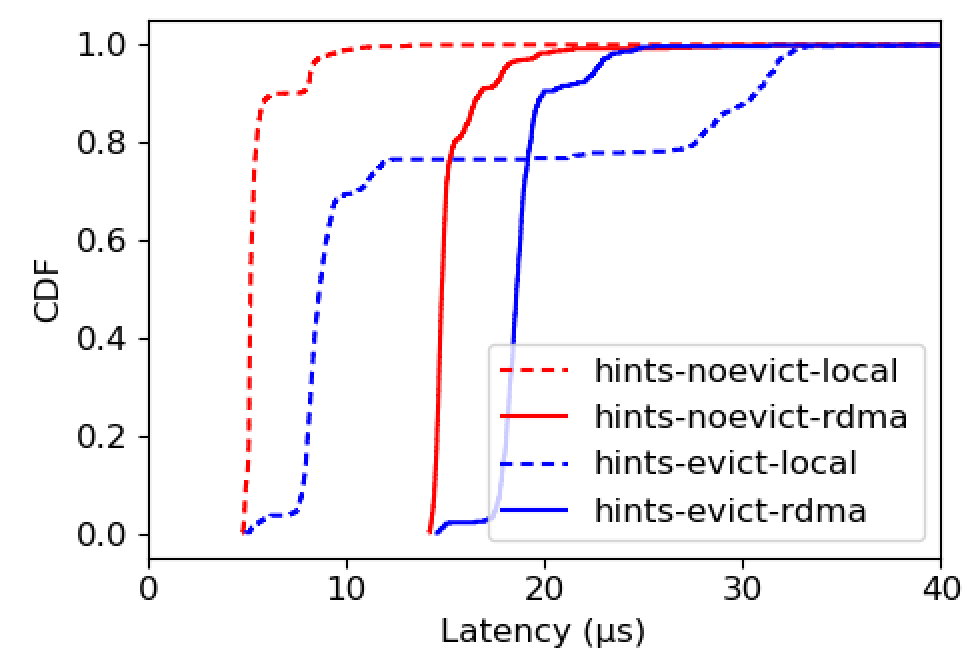 1.0
0.8
0.6
0.4
0.2
0.0
CDF
hints-noevict-local
hints-noevict-rdma
hints-evict-local
hints-evict-rdma
0 10 20 30 40
Latency (μs)